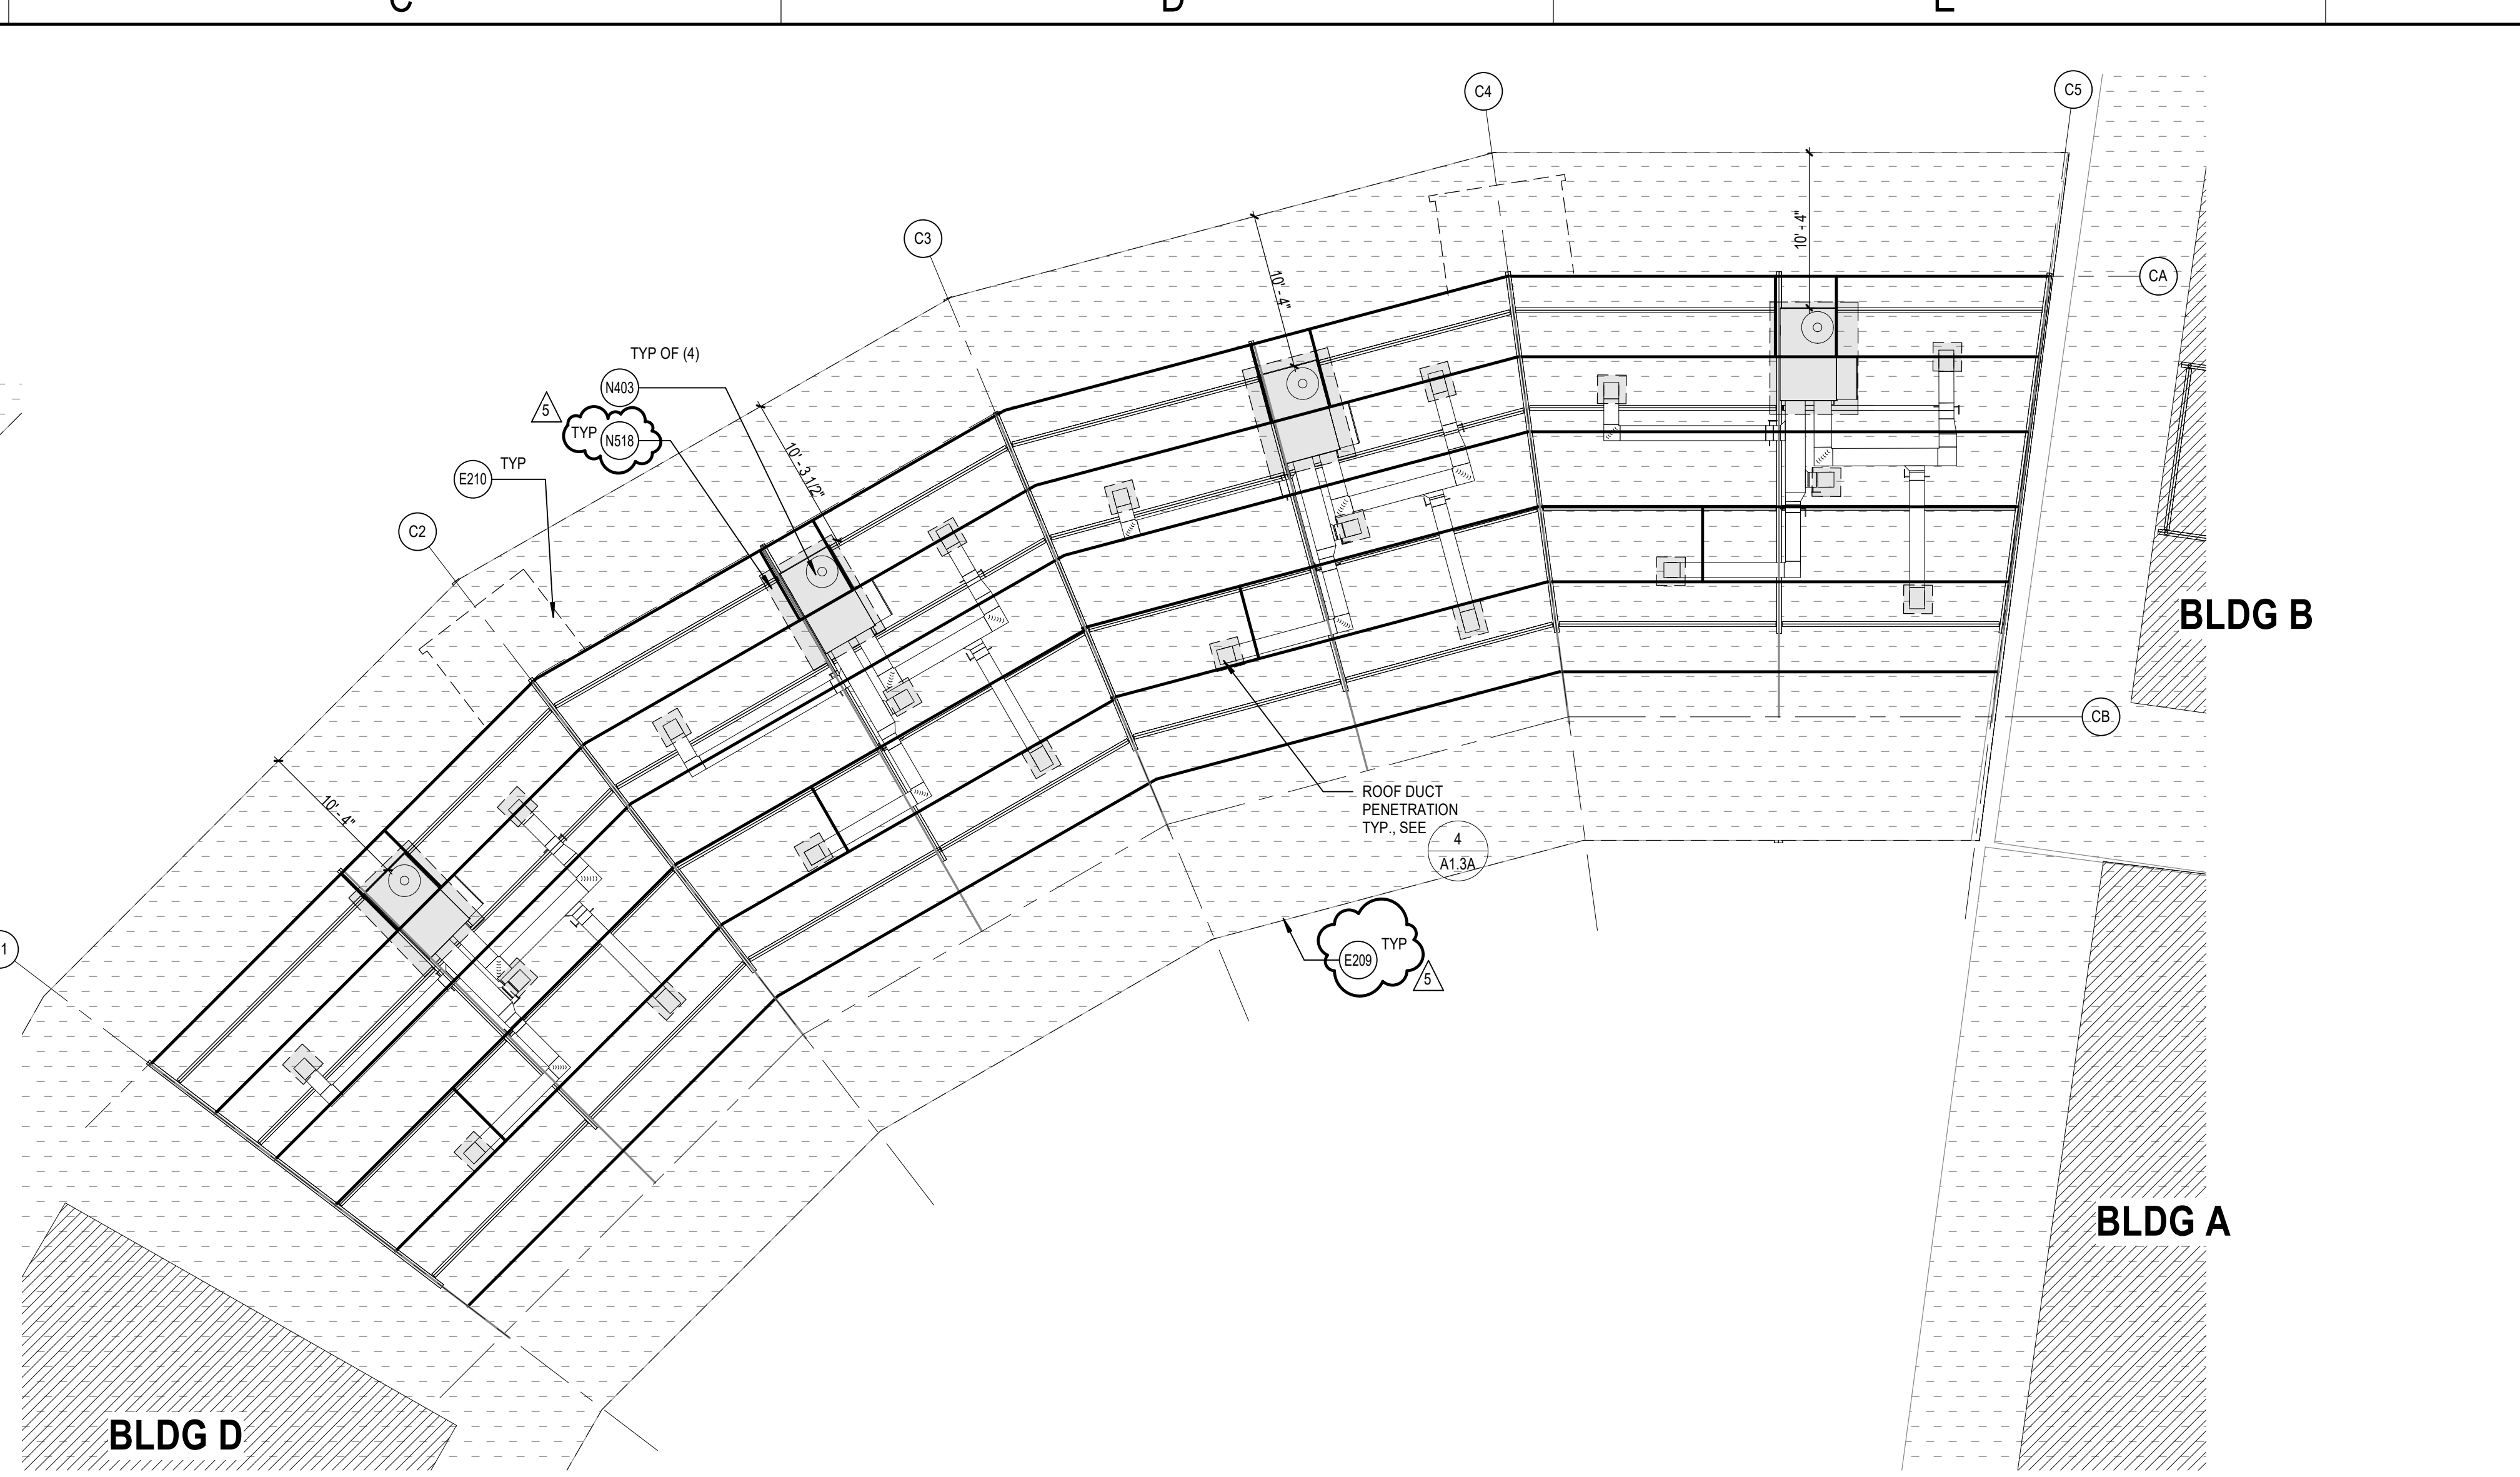 C
D
E
C4
C5
C3
10' - 4"
10' - 4"
CA
TYP OF (4)
N403
5
TYP
N518
10' - 3 1/2"
E210
TYP
C2
BLDG B
CB
10' - 4"
ROOF DUCT
PENETRATION
TYP., SEE
4
A1.3A
1
TYP
E209
5
BLDG A
BLDG D